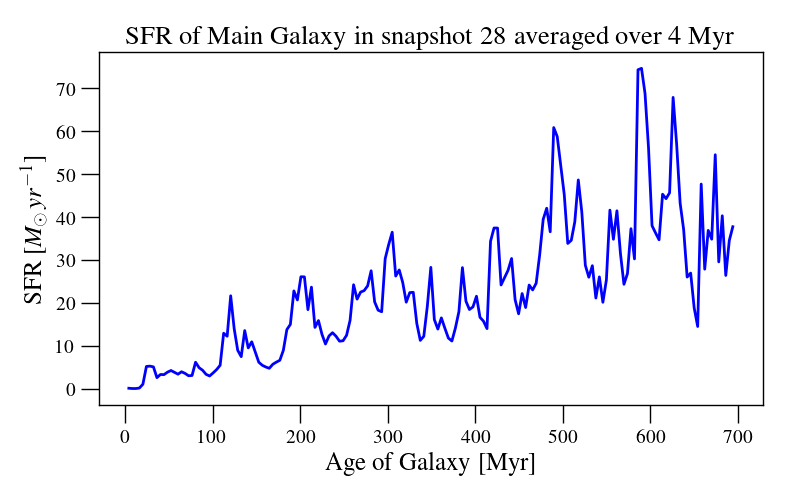 SFR of Main Galaxy in snapshot 28 averaged over 4 Myr
SFR [M⊙ yr⁻¹]
70
60
50
40
30
20
10
0
0 100 200 300 400 500 600 700
Age of Galaxy [Myr]